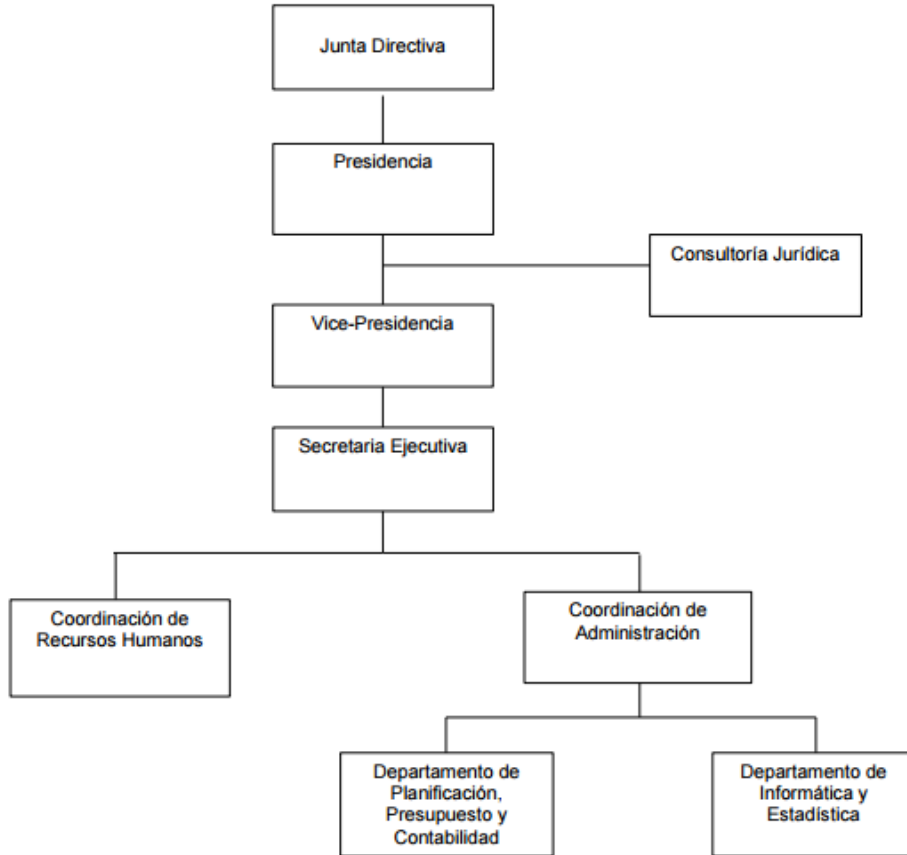 Junta Directiva
Presidencia
Consultoría Jurídica
Vice-Presidencia
Secretaria Ejecutiva
Coordinación de
Recursos Humanos
Coordinación de
Administración
Departamento de
Planificación,
Presupuesto y
Contabilidad
Departamento de
Informática y
Estadística